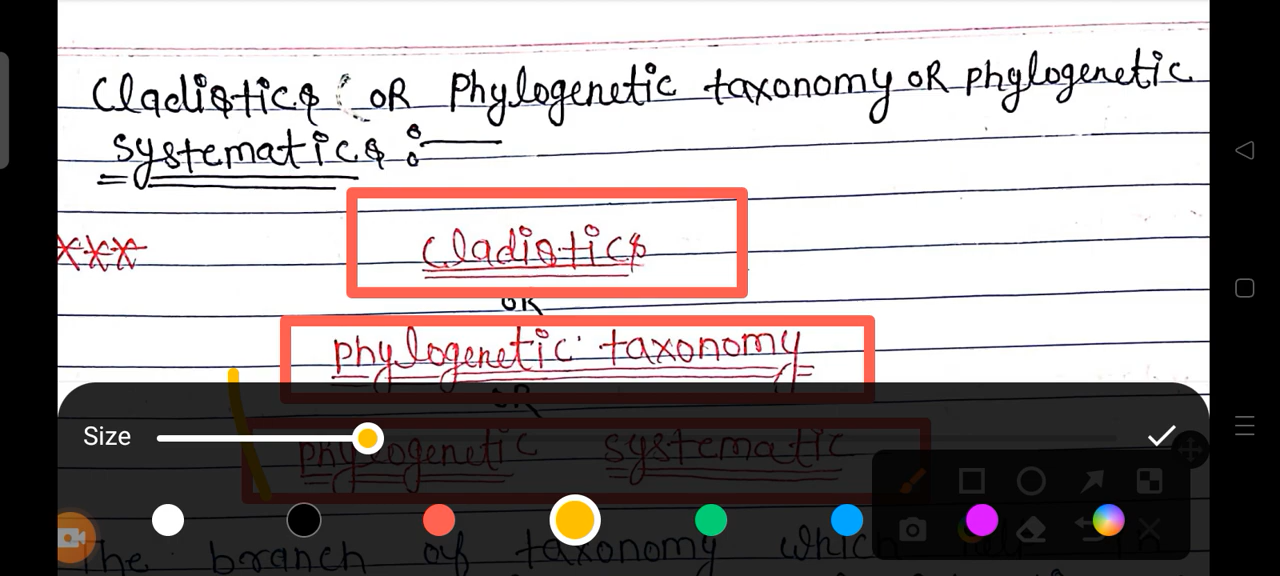 Cladistics OR Phylogenetic taxonomy OR phylogenetic
systematics :
Cladistics
OR
phylogenetic taxonomy
OR
Size
phylogenetic systematic
The branch of taxonomy which